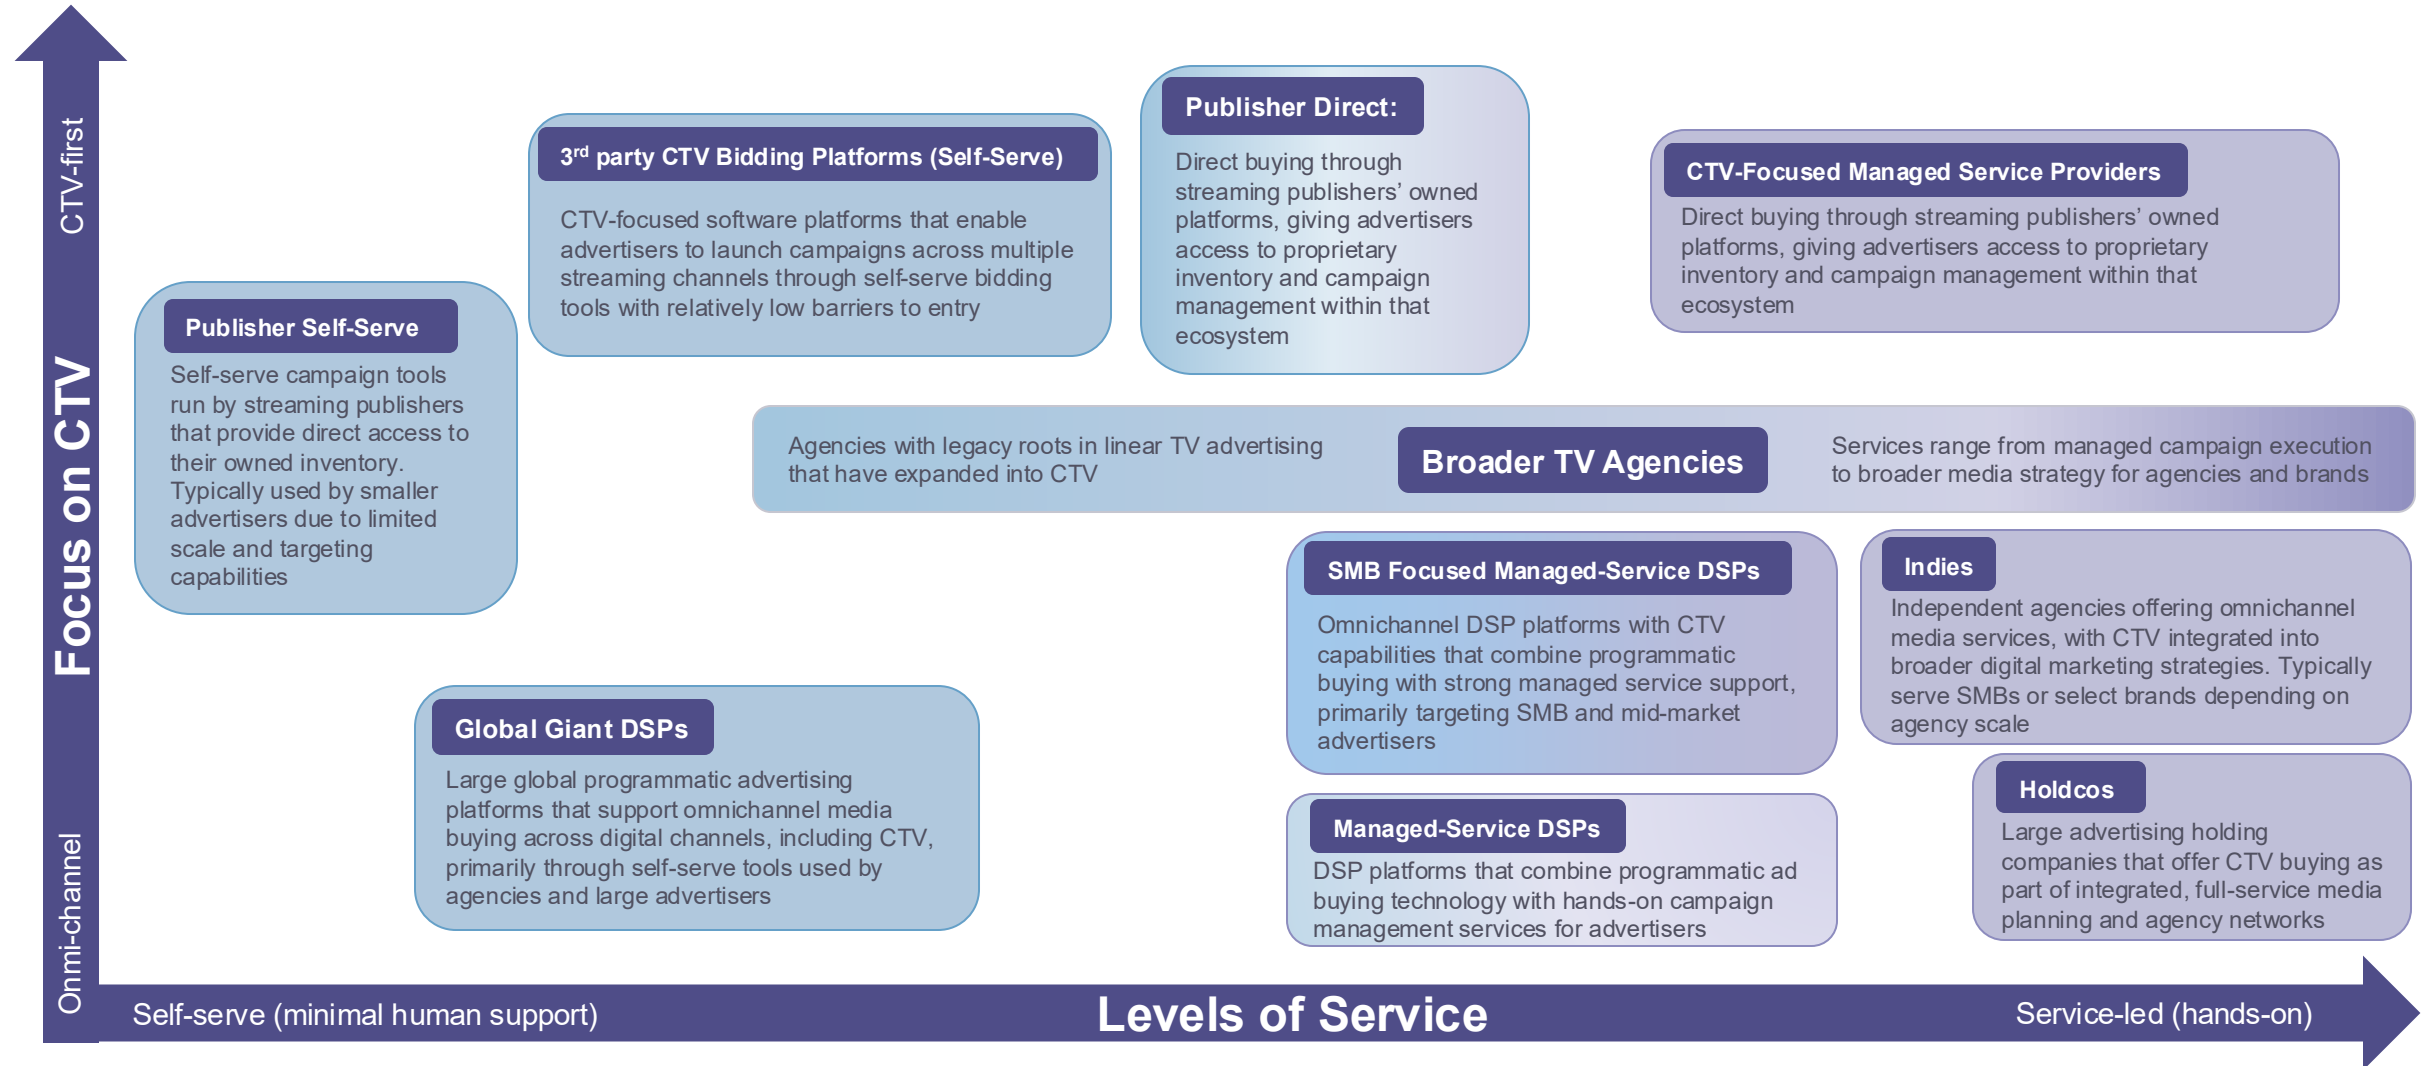 CTV-first
Focus on CTV
Onmi-channel
Publisher Self-Serve
Self-serve campaign tools
run by streaming publishers
that provide direct access to
their owned inventory.
Typically used by smaller
advertisers due to limited
scale and targeting
capabilities
3rd party CTV Bidding Platforms (Self-Serve)
CTV-focused software platforms that enable
advertisers to launch campaigns across multiple
streaming channels through self-serve bidding
tools with relatively low barriers to entry
Publisher Direct:
Direct buying through
streaming publishers’ owned
platforms, giving advertisers
access to proprietary
inventory and campaign
management within that
ecosystem
CTV-Focused Managed Service Providers
Direct buying through streaming publishers’ owned
platforms, giving advertisers access to proprietary
inventory and campaign management within that
ecosystem
Agencies with legacy roots in linear TV advertising
that have expanded into CTV
Broader TV Agencies
Services range from managed campaign execution
to broader media strategy for agencies and brands
Global Giant DSPs
Large global programmatic advertising
platforms that support omnichannel media
buying across digital channels, including CTV,
primarily through self-serve tools used by
agencies and large advertisers
SMB Focused Managed-Service DSPs
Omnichannel DSP platforms with CTV
capabilities that combine programmatic
buying with strong managed service support,
primarily targeting SMB and mid-market
advertisers
Indies
Independent agencies offering omnichannel
media services, with CTV integrated into
broader digital marketing strategies. Typically
serve SMBs or select brands depending on
agency scale
Managed-Service DSPs
DSP platforms that combine programmatic ad
buying technology with hands-on campaign
management services for advertisers
Holdcos
Large advertising holding
companies that offer CTV buying as
part of integrated, full-service media
planning and agency networks
Self-serve (minimal human support)
Levels of Service
Service-led (hands-on)